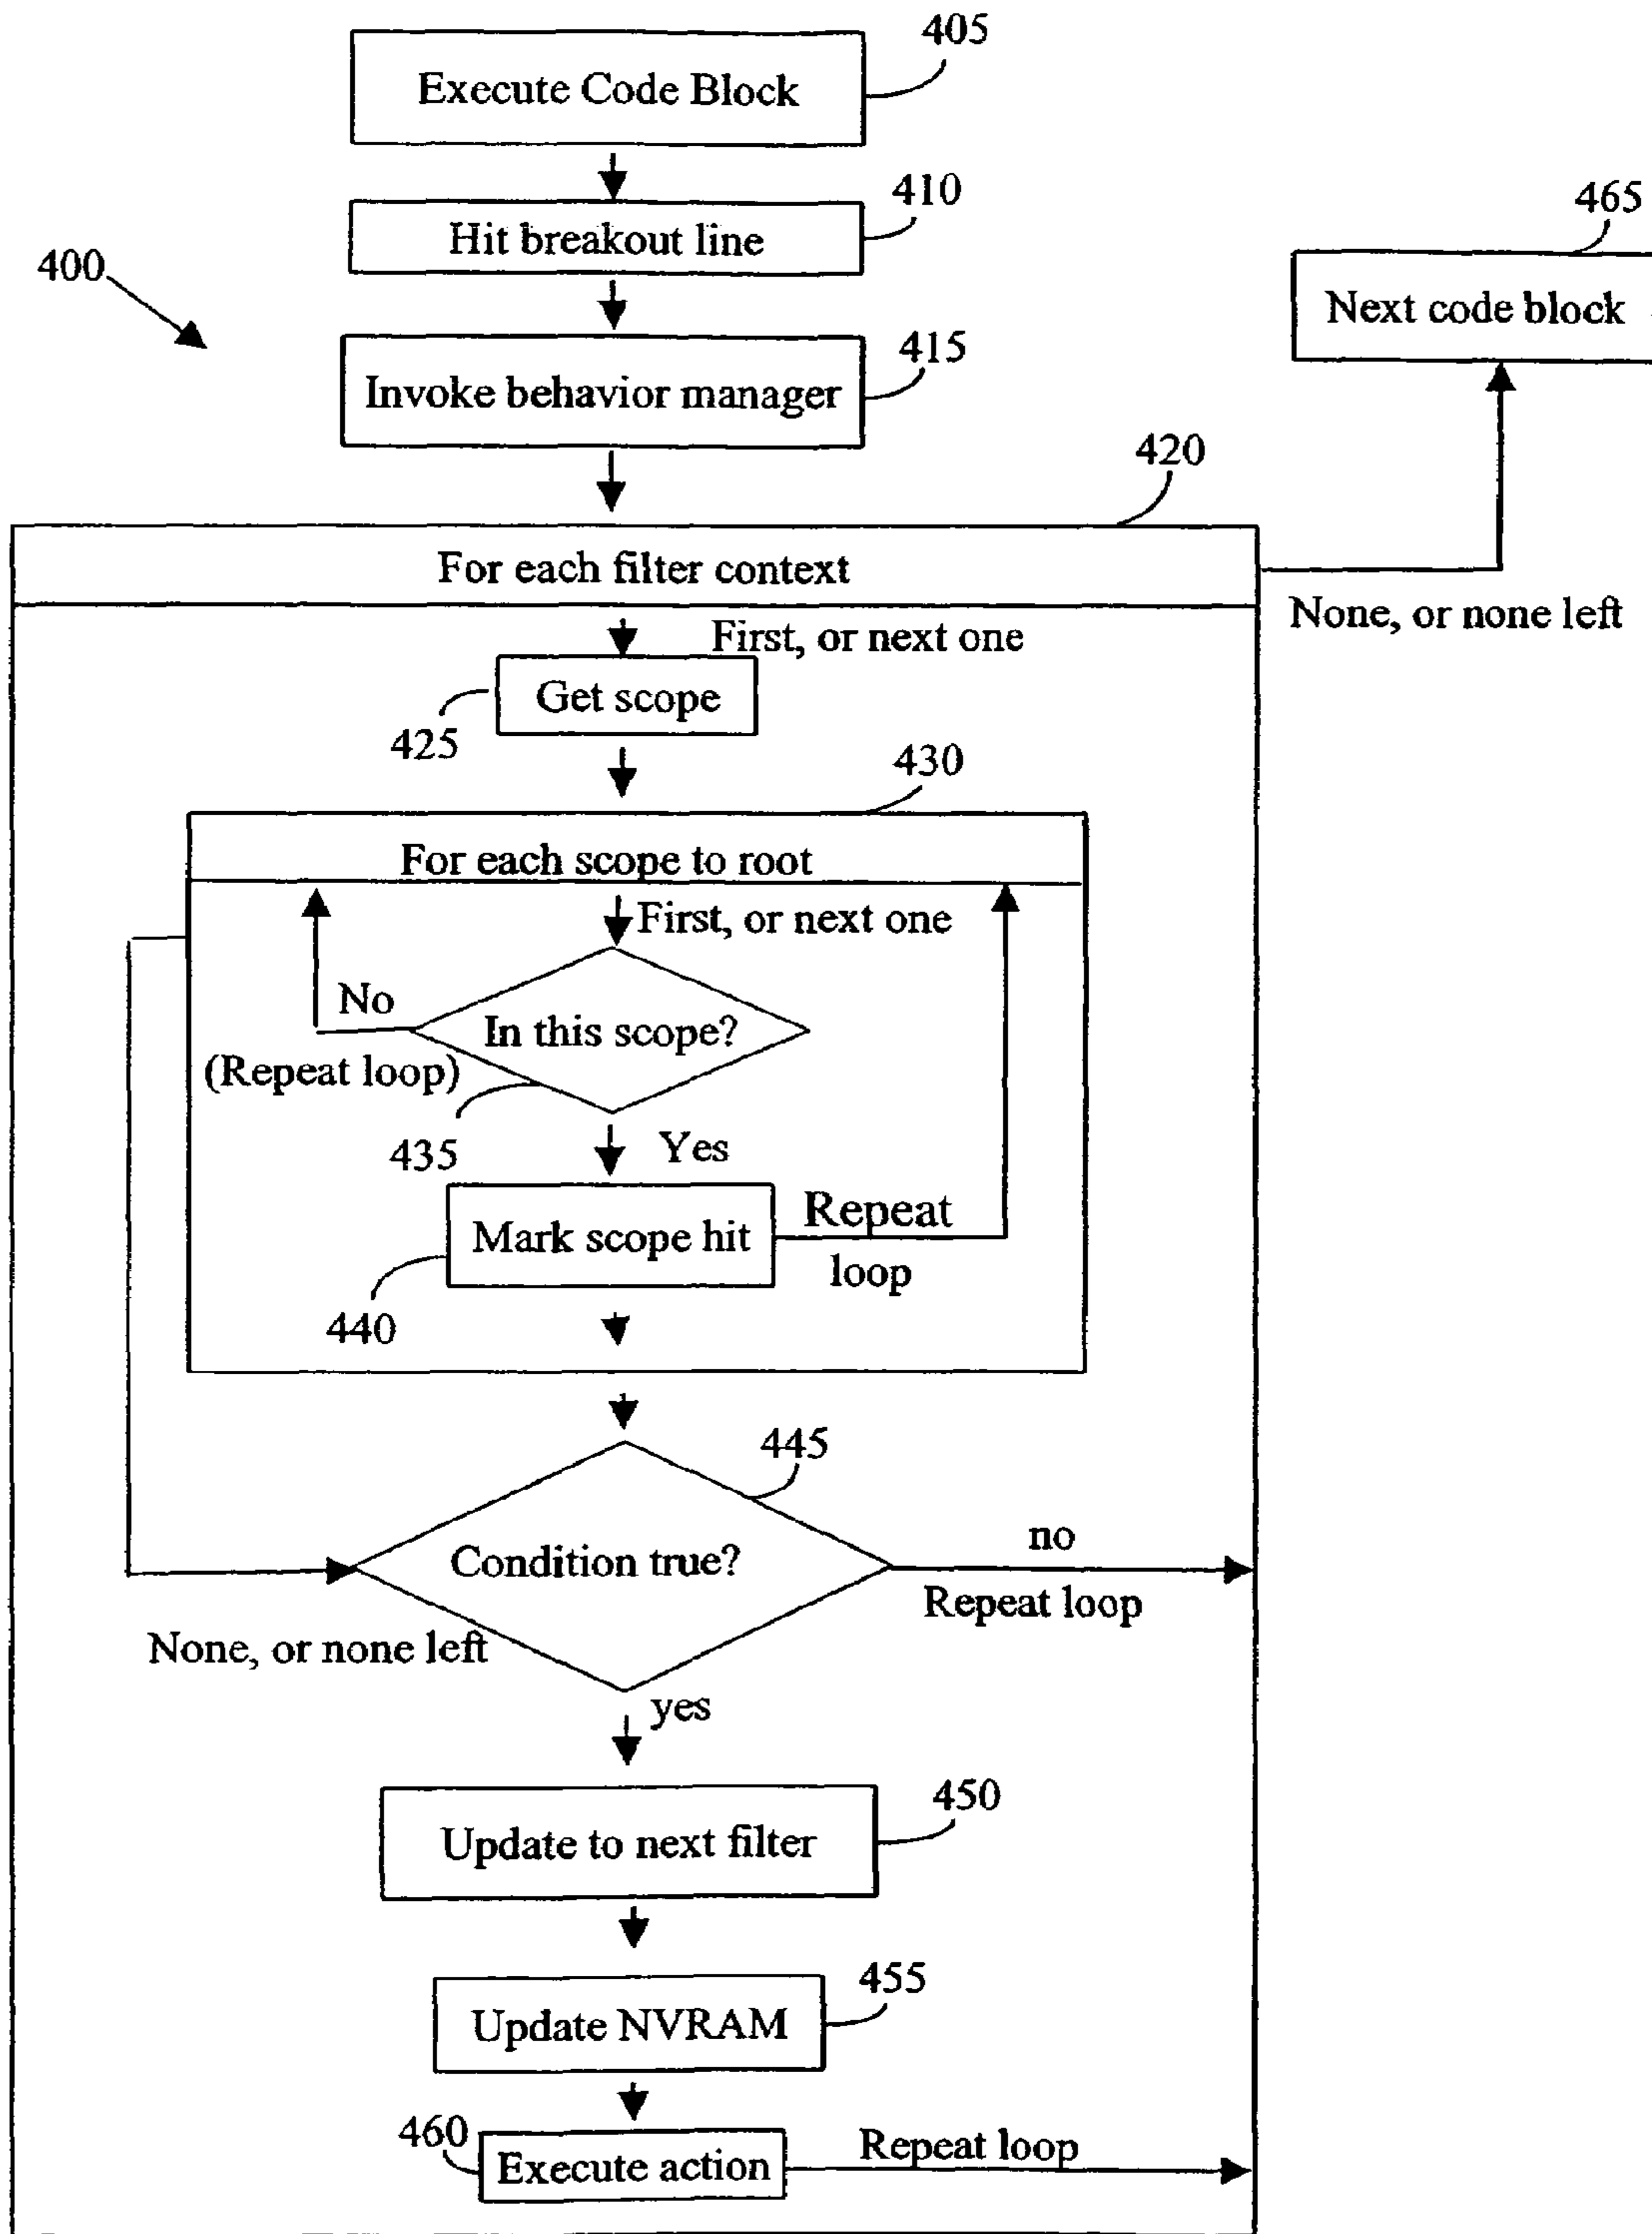 405
Execute Code Block
410
Hit breakout line
465
400
Next code block
415
Invoke behavior manager
420
For each filter context
None, or none left
First, or next one
Get scope
425
430
For each scope to root
First, or next one
No
In this scope?
(Repeat loop)
435
Yes
Mark scope hit
Repeat
loop
440
445
Condition true?
no
Repeat loop
None, or none left
yes
450
Update to next filter
455
Update NVRAM
460
Execute action
Repeat loop